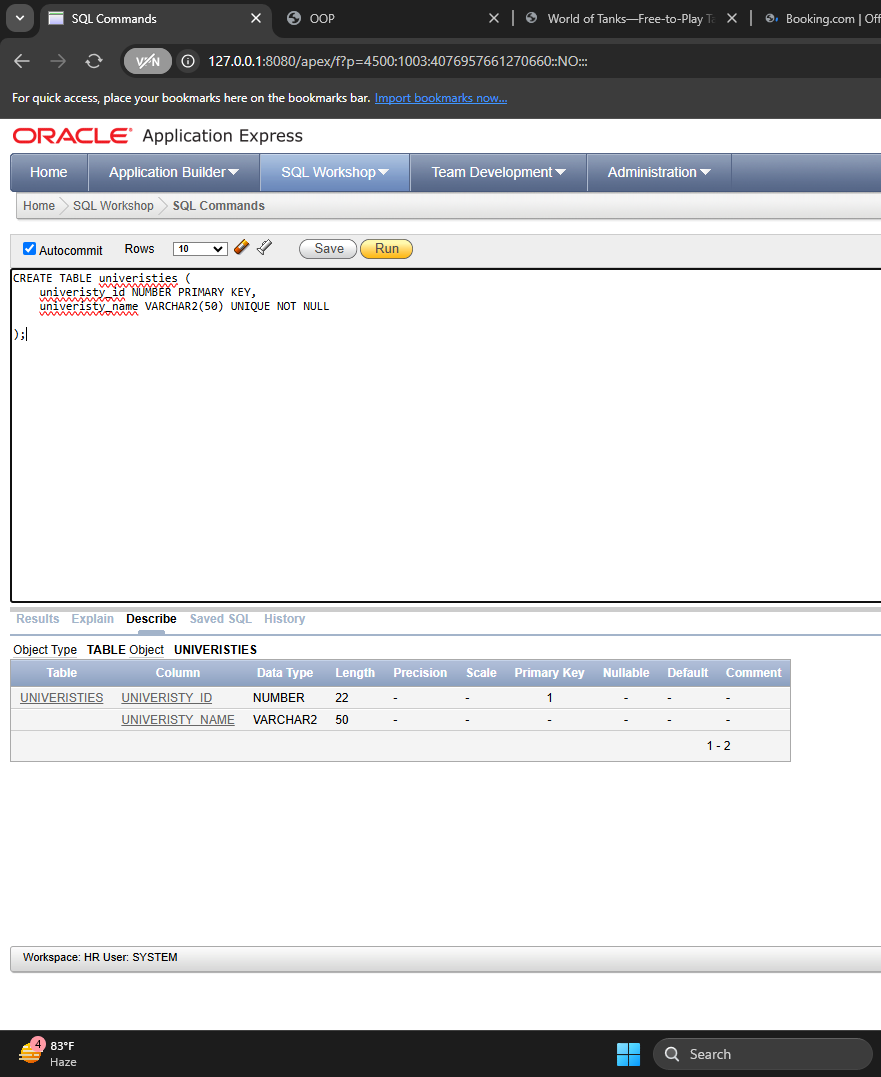 SQL Commands
OOP
World of Tanks—Free-to-Play Ta
Booking.com | Off
VPN
127.0.0.1:8080/apex/f?p=4500:1003:4076957661270660::NO:::
For quick access, place your bookmarks here on the bookmarks bar. Import bookmarks now...
ORACLE Application Express
Home Application Builder SQL Workshop Team Development Administration
Home SQL Workshop SQL Commands
Autocommit Rows 10 Save Run
CREATE TABLE univeristies (
univeristy_id NUMBER PRIMARY KEY,
univeristy_name VARCHAR2(50) UNIQUE NOT NULL
);
Results Explain Describe Saved SQL History
Object Type TABLE Object UNIVERISTIES
Table Column Data Type Length Precision Scale Primary Key Nullable Default Comment
UNIVERISTIES UNIVERISTY_ID NUMBER 22 - - 1 - - -
UNIVERISTY_NAME VARCHAR2 50 - - - - - -
1 - 2
Workspace: HR User: SYSTEM
4
83°F
Haze
Search